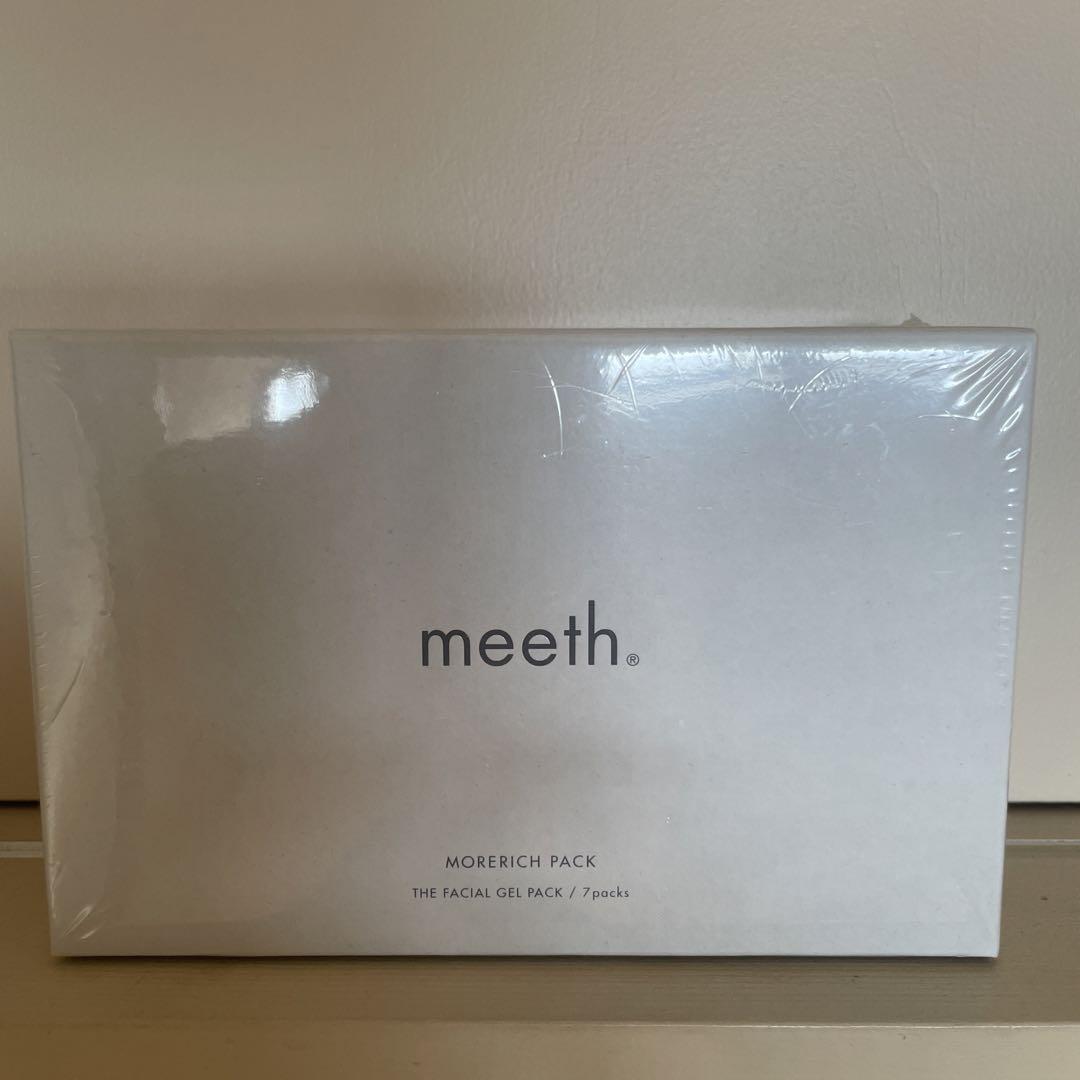 meeth®
MORERICH PACK
THE FACIAL GEL PACK / 7packs